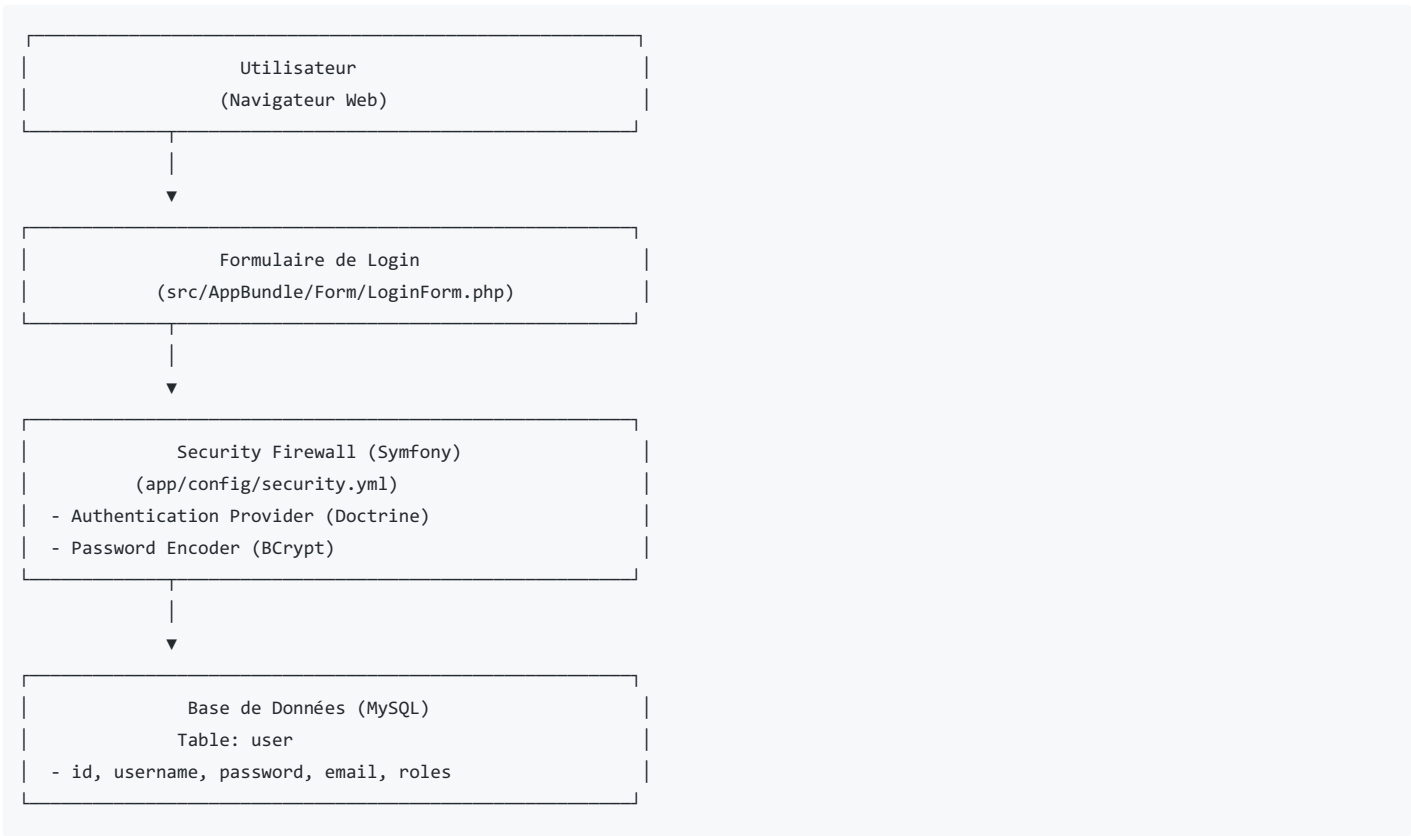 Utilisateur
(Navigateur Web)
Formulaire de Login
(src/AppBundle/Form/LoginForm.php)
Security Firewall (Symfony)
(app/config/security.yml)
- Authentication Provider (Doctrine)
- Password Encoder (BCrypt)
Base de Données (MySQL)
Table: user
- id, username, password, email, roles